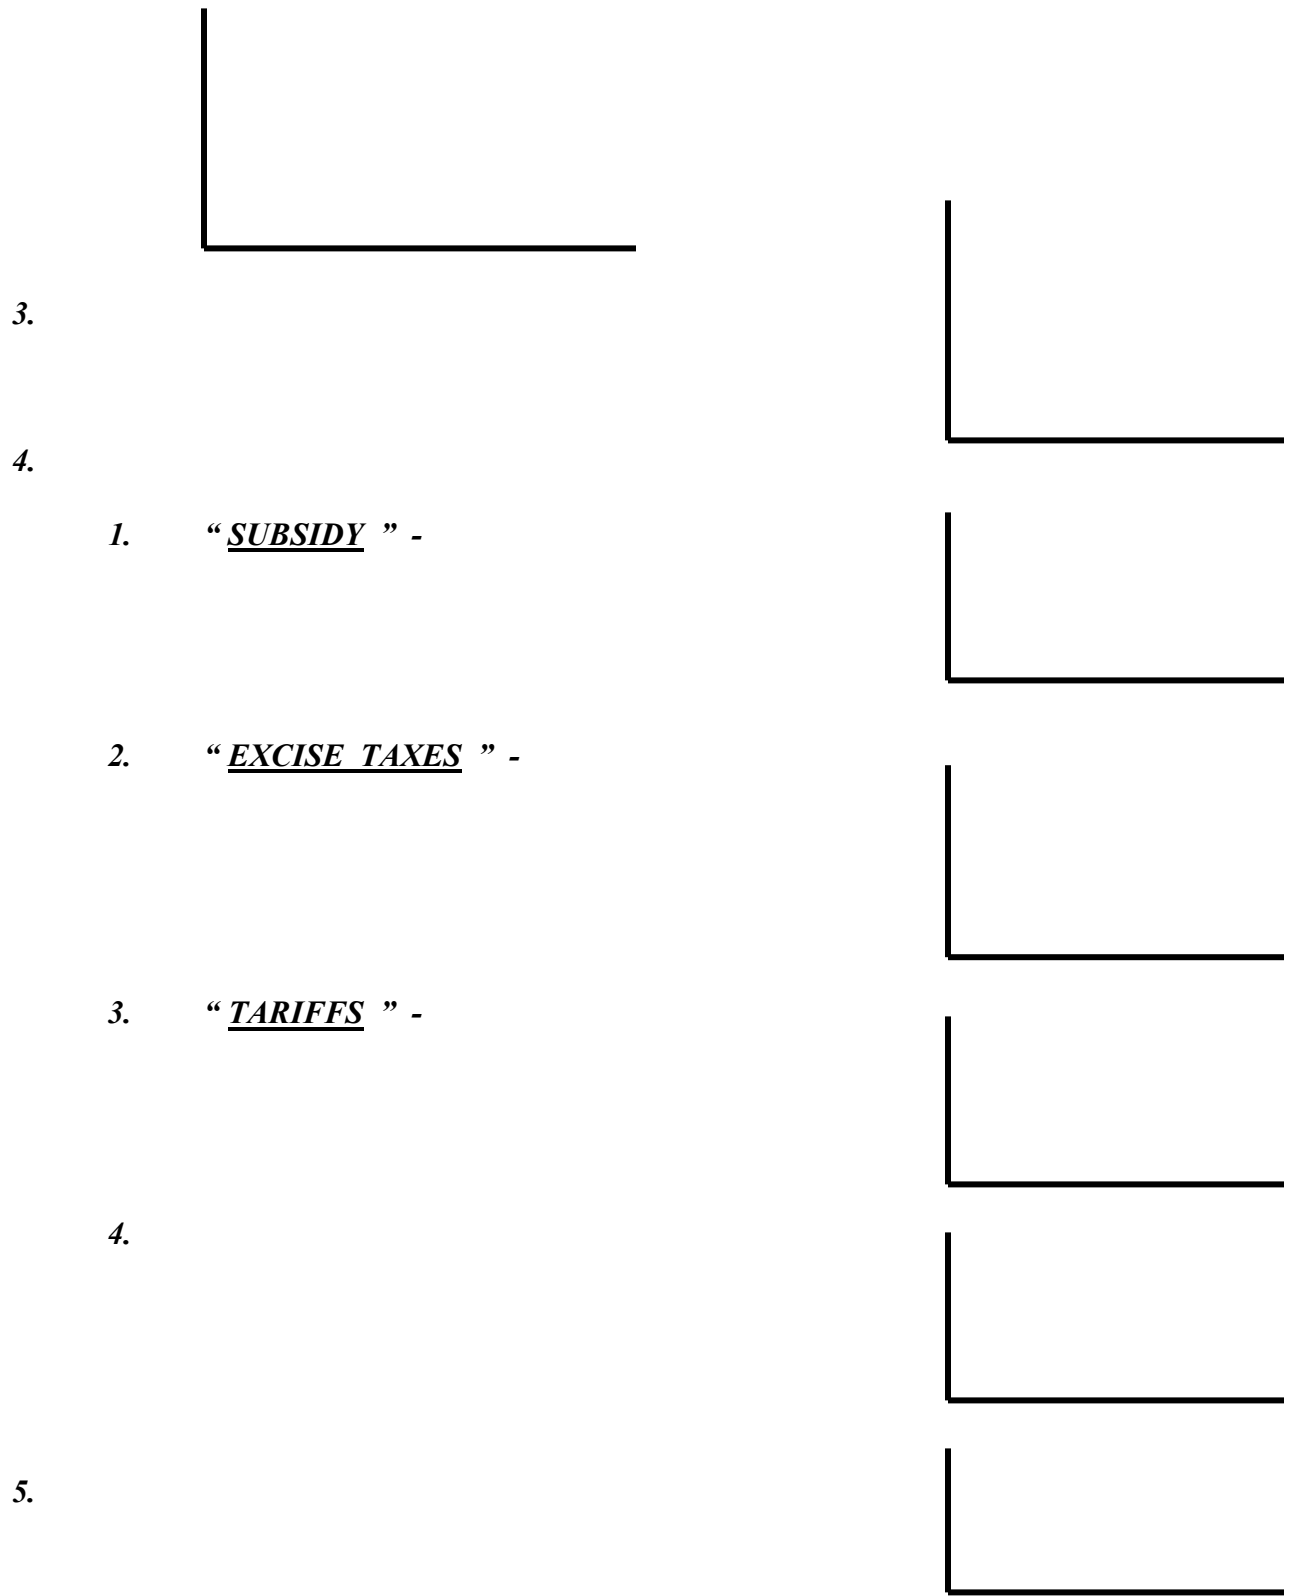 3.
4.
1. “ SUBSIDY ” -
2. “ EXCISE TAXES ” -
3. “ TARIFFS ” -
4.
5.